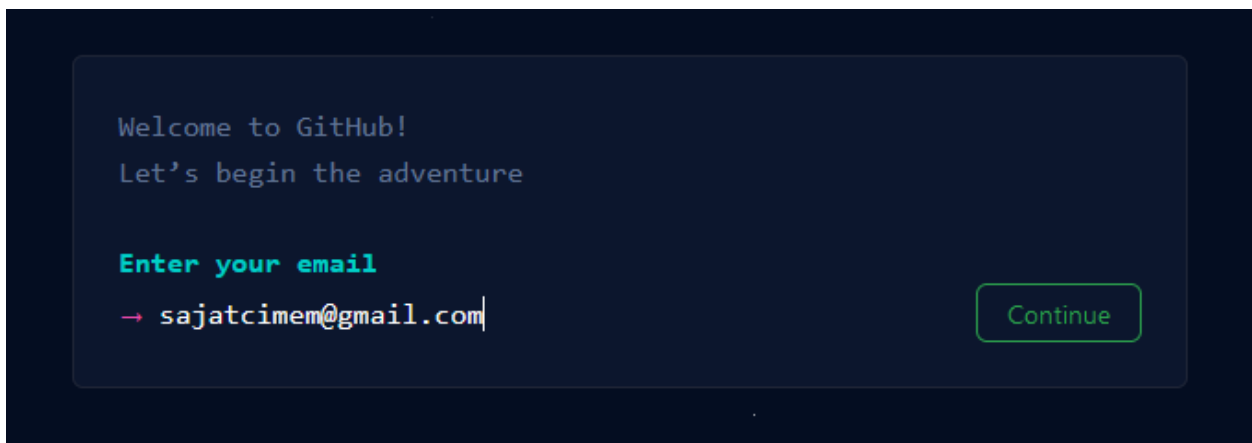 Welcome to GitHub!
Let’s begin the adventure
Enter your email
→ sajatcimem@gmail.com
Continue